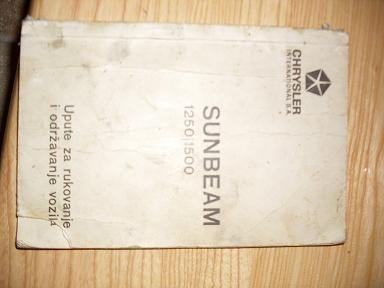 CHRYSLER
INTERNATIONAL S.A.
SUNBEAM
1250|1500
Upute za rukovanje
i održavanje vozila